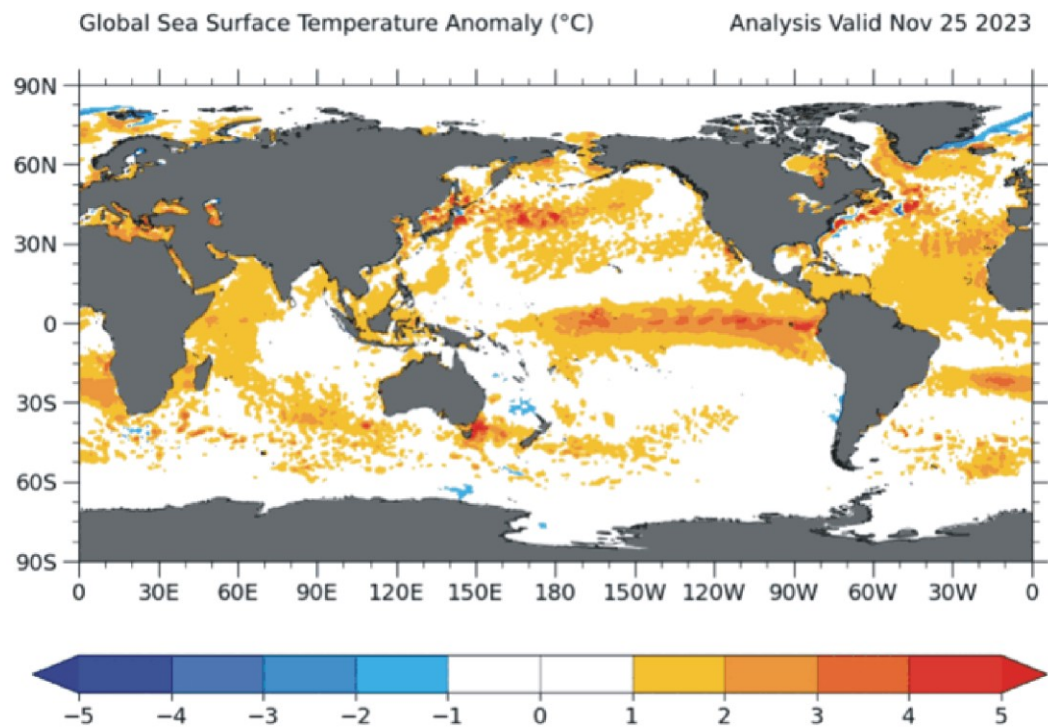 Global Sea Surface Temperature Anomaly (°C) Analysis Valid Nov 25 2023
90N
60N
30N
0
30S
60S
90S
0 30E 60E 90E 120E 150E 180 150W 120W 90W 60W 30W 0
−5 −4 −3 −2 −1 0 1 2 3 4 5